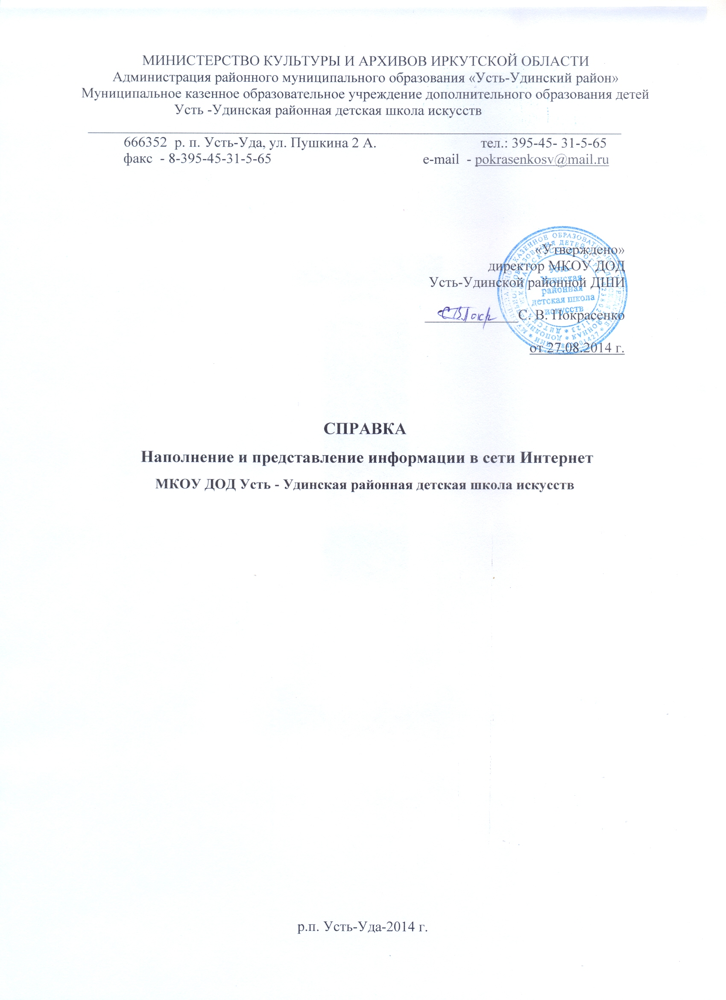 МИНИСТЕРСТВО КУЛЬТУРЫ И АРХИВОВ ИРКУТСКОЙ ОБЛАСТИ
Администрация районного муниципального образования «Усть-Удинский район»
Муниципальное казенное образовательное учреждение дополнительного образования детей
Усть -Удинская районная детская школа искусств
666352  р. п. Усть-Уда, ул. Пушкина 2 А. тел.: 395-45- 31-5-65
факс  - 8-395-45-31-5-65 e-mail  - pokrasenkosv@mail.ru
«Утверждено»
директор МКОУ ДОД
Усть-Удинской районной ДШИ
С. В. Покрасенко
от 27.08.2014 г.
Усть-
Удинская
районная
детская школа
искусств
СПРАВКА
Наполнение и представление информации в сети Интернет
МКОУ ДОД Усть - Удинская районная детская школа искусств
р.п. Усть-Уда-2014 г.